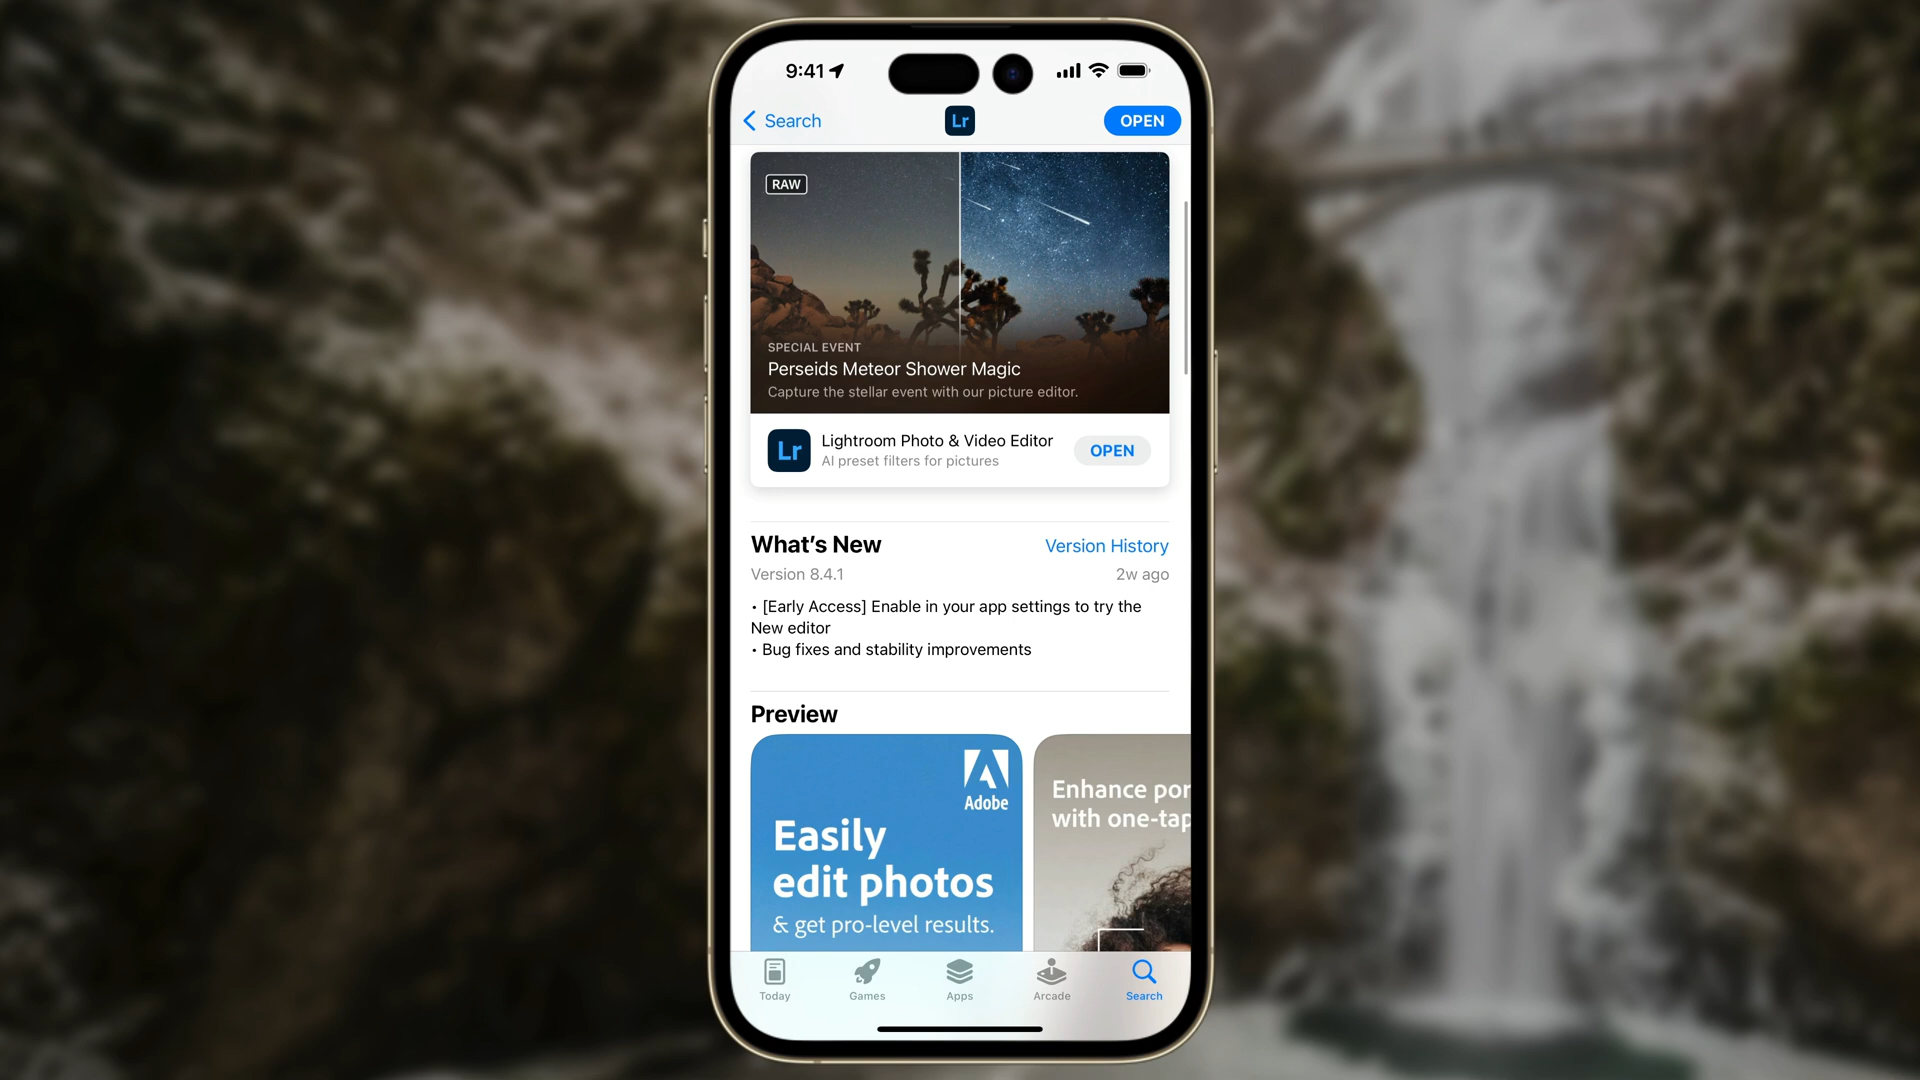 9:41
Search
Lr
OPEN
RAW
SPECIAL EVENT
Perseids Meteor Shower Magic
Capture the stellar event with our picture editor.
Lr
Lightroom Photo & Video Editor
AI preset filters for pictures
OPEN
What's New
Version History
Version 8.4.1
2w ago
• [Early Access] Enable in your app settings to try the
New editor
• Bug fixes and stability improvements
Preview
Adobe
Easily
edit photos
& get pro-level results.
Enhance por
with one-tap
Today
Games
Apps
Arcade
Search